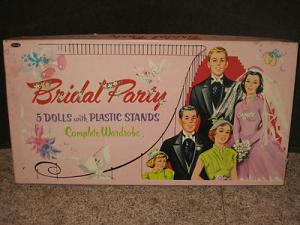 Bridal Party
5 DOLLS with PLASTIC STANDS
Complete Wardrobe